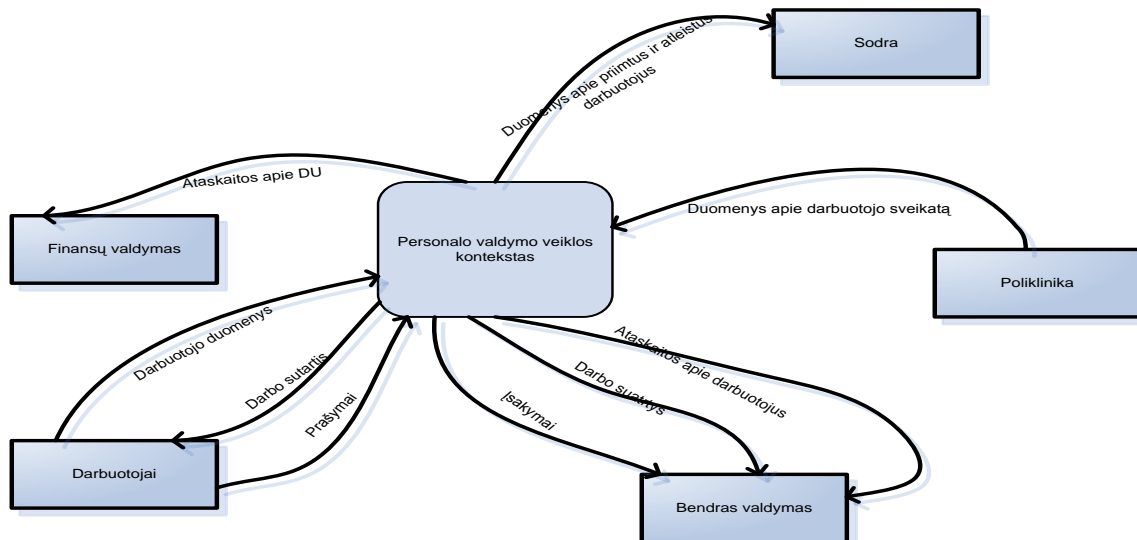 Sodra
Duomenys apie priimtus ir atleistus
darbuotojus
Ataskaitos apie DU
Duomenys apie darbuotojo sveikatą
Finansų valdymas
Personalo valdymo veiklos
kontekstas
Poliklinika
Darbuotojo duomenys
Darbo sutartis
Prašymai
Įsakymai
Darbo suatrtys
Ataskaitos apie darbuotojus
Darbuotojai
Bendras valdymas